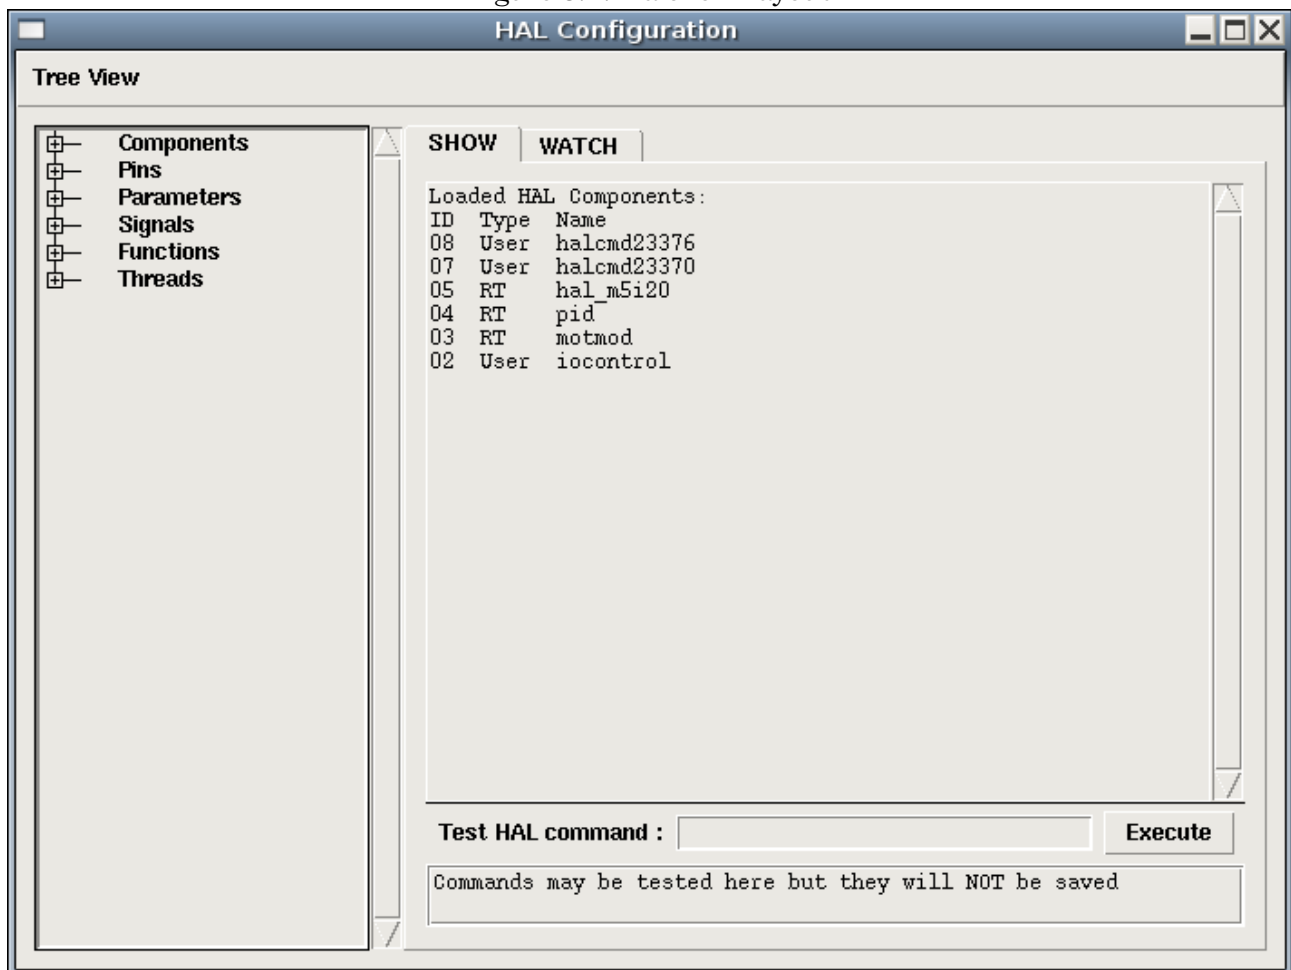 HAL Configuration
Tree View
Components
Pins
Parameters
Signals
Functions
Threads
SHOW WATCH
Loaded HAL Components:
ID Type Name
08 User halcmd23376
07 User halcmd23370
05 RT hal_m5i20
04 RT pid
03 RT motmod
02 User iocontrol
Test HAL command : Execute
Commands may be tested here but they will NOT be saved